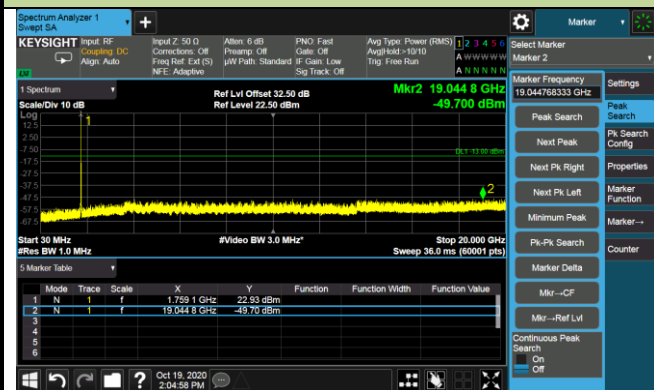 Spectrum Analyzer 1
Swept SA
+
Marker
KEYSIGHT
Input: RF
Coupling: DC
Align: Auto
Input Z: 50 Ω
Corrections: Off
Freq Ref: Ext (S)
NFE: Adaptive
Atten: 6 dB
Preamp: Off
µW Path: Standard
PNO: Fast
Gate: Off
IF Gain: Low
Sig Track: Off
Avg Type: Power (RMS)
Avg|Hold:>10/10
Trig: Free Run
1 2 3 4 5 6
A W W W W W
A N N N N N
Select Marker
Marker 2
Marker Frequency
19.044768333 GHz
Settings
Peak Search
Next Peak
Next Pk Right
Next Pk Left
Minimum Peak
Pk-Pk Search
Marker Delta
Mkr→CF
Mkr→Ref Lvl
Continuous Peak
Search
On
Off
Peak
Search
Pk Search
Config
Properties
Marker
Function
Marker→
Counter
1 Spectrum
Scale/Div 10 dB
Log
Ref Lvl Offset 32.50 dB
Ref Level 22.50 dBm
Mkr2 19.044 8 GHz
-49.700 dBm
12.5
2.50
-7.50
-17.5
-27.5
-37.5
-47.5
-57.5
-67.5
1
DL1 -13.00 dBm
2
Start 30 MHz
#Res BW 1.0 MHz
#Video BW 3.0 MHz*
Stop 20.000 GHz
Sweep 36.0 ms (60001 pts)
5 Marker Table
Mode Trace Scale X Y Function Function Width Function Value
1 N 1 f 1.759 1 GHz 22.93 dBm
2 N 1 f 19.044 8 GHz -49.70 dBm
3
4
5
6
?
Oct 19, 2020
2:04:58 PM